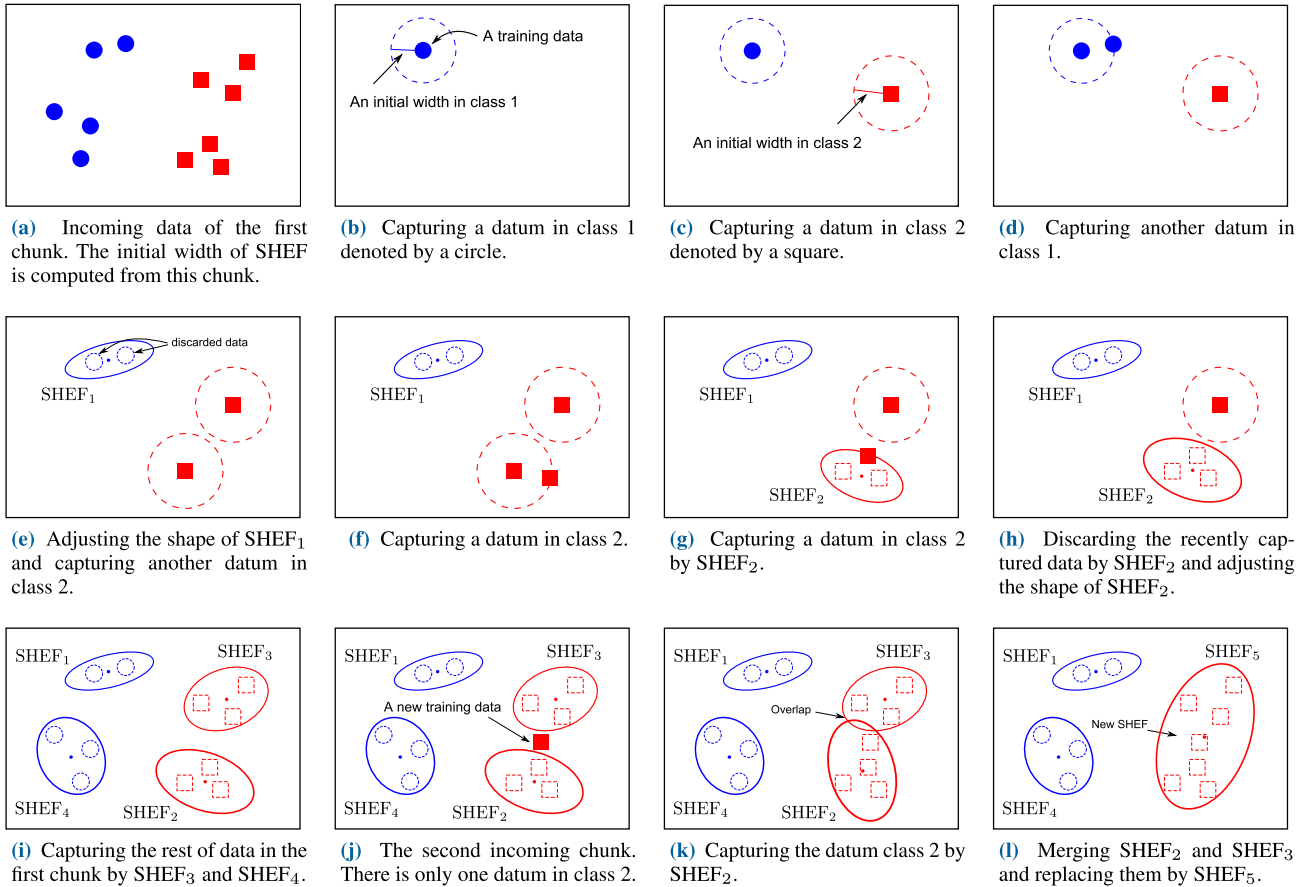 A training data
An initial width in class 1
An initial width in class 2
(a) Incoming data of the first
chunk. The initial width of SHEF
is computed from this chunk.
(b) Capturing a datum in class 1
denoted by a circle.
(c) Capturing a datum in class 2
denoted by a square.
(d) Capturing another datum in
class 1.
discarded data
SHEF₁
SHEF₁
SHEF₁
SHEF₂
SHEF₁
SHEF₂
(e) Adjusting the shape of SHEF₁
and capturing another datum in
class 2.
(f) Capturing a datum in class 2.
(g) Capturing a datum in class 2
by SHEF₂.
(h) Discarding the recently cap-
tured data by SHEF₂ and adjusting
the shape of SHEF₂.
SHEF₁
SHEF₃
SHEF₄
SHEF₂
SHEF₁
SHEF₃
A new training data
SHEF₄
SHEF₂
SHEF₁
SHEF₃
Overlap
SHEF₄
SHEF₂
SHEF₁
SHEF₅
New SHEF
SHEF₄
(i) Capturing the rest of data in the
first chunk by SHEF₃ and SHEF₄.
(j) The second incoming chunk.
There is only one datum in class 2.
(k) Capturing the datum class 2 by
SHEF₂.
(l) Merging SHEF₂ and SHEF₃
and replacing them by SHEF₅.